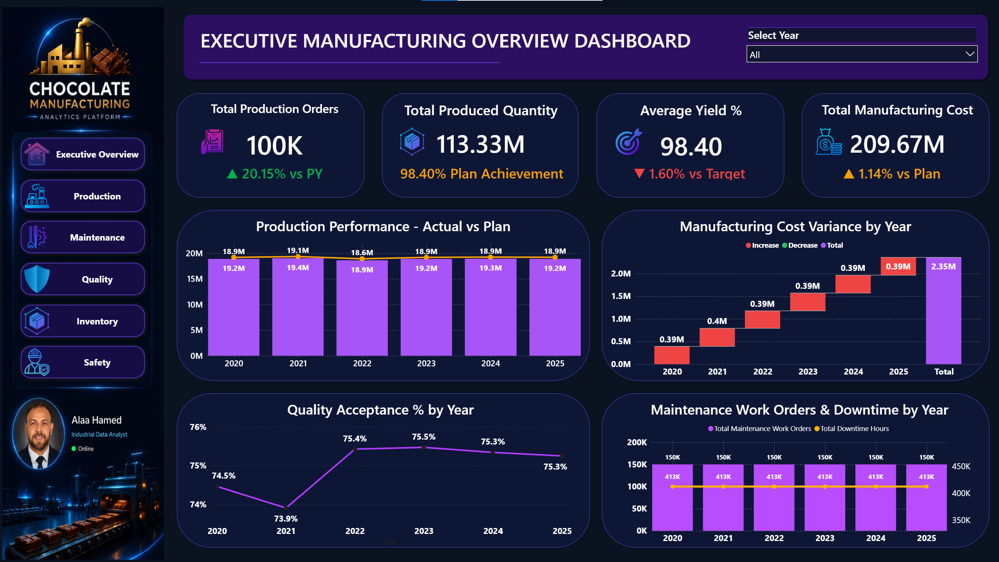 CHOCOLATE
MANUFACTURING
ANALYTICS PLATFORM
Executive Overview
Production
Maintenance
Quality
Inventory
Safety
Alaa Hamed
Industrial Data Analyst
Online
EXECUTIVE MANUFACTURING OVERVIEW DASHBOARD
Select Year
All
Total Production Orders
100K
▲ 20.15% vs PY
Total Produced Quantity
113.33M
98.40% Plan Achievement
Average Yield %
98.40
▼ 1.60% vs Target
Total Manufacturing Cost
209.67M
▲ 1.14% vs Plan
Production Performance - Actual vs Plan
18.9M 19.1M 18.6M 18.9M 18.9M 18.9M
20M
19.2M 19.4M 18.9M 19.2M 19.3M 19.2M
15M
10M
5M
0M
2020 2021 2022 2023 2024 2025
Manufacturing Cost Variance by Year
Increase Decrease Total
2.0M
1.5M
1.0M
0.5M
0.0M
0.39M 0.4M 0.39M 0.39M 0.39M 0.39M 2.35M
2020 2021 2022 2023 2024 2025 Total
Quality Acceptance % by Year
76%
75%
74%
74.5% 73.9% 75.4% 75.5% 75.3% 75.3%
2020 2021 2022 2023 2024 2025
Year
Maintenance Work Orders & Downtime by Year
Total Maintenance Work Orders Total Downtime Hours
200K
150K
100K
50K
0K
150K 150K 150K 150K 150K 150K
413K 413K 413K 413K 413K 413K
450K
400K
350K
2020 2021 2022 2023 2024 2025